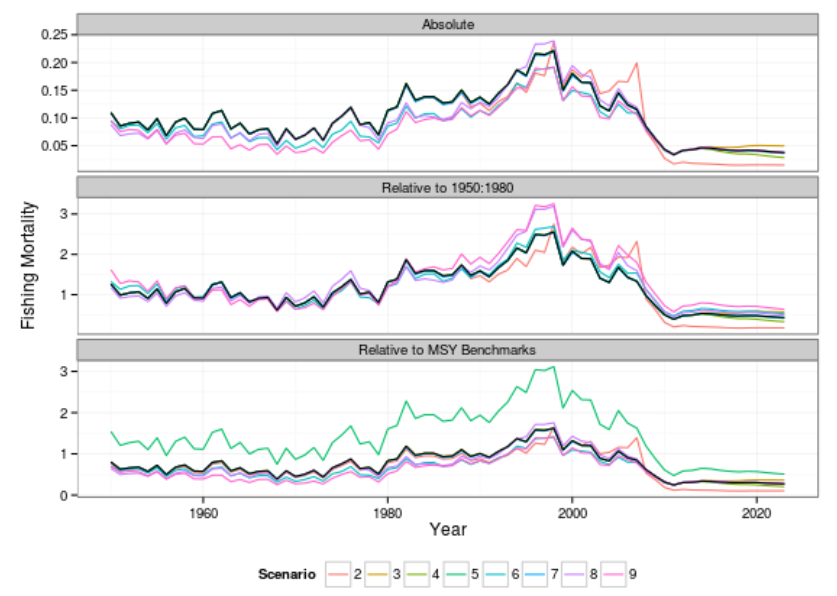 Absolute
0.25
0.20
0.15
0.10
0.05
Relative to 1950:1980
3
2
1
Fishing Mortality
Relative to MSY Benchmarks
3
2
1
0
1960 1980 2000 2020
Year
Scenario 2 3 4 5 6 7 8 9